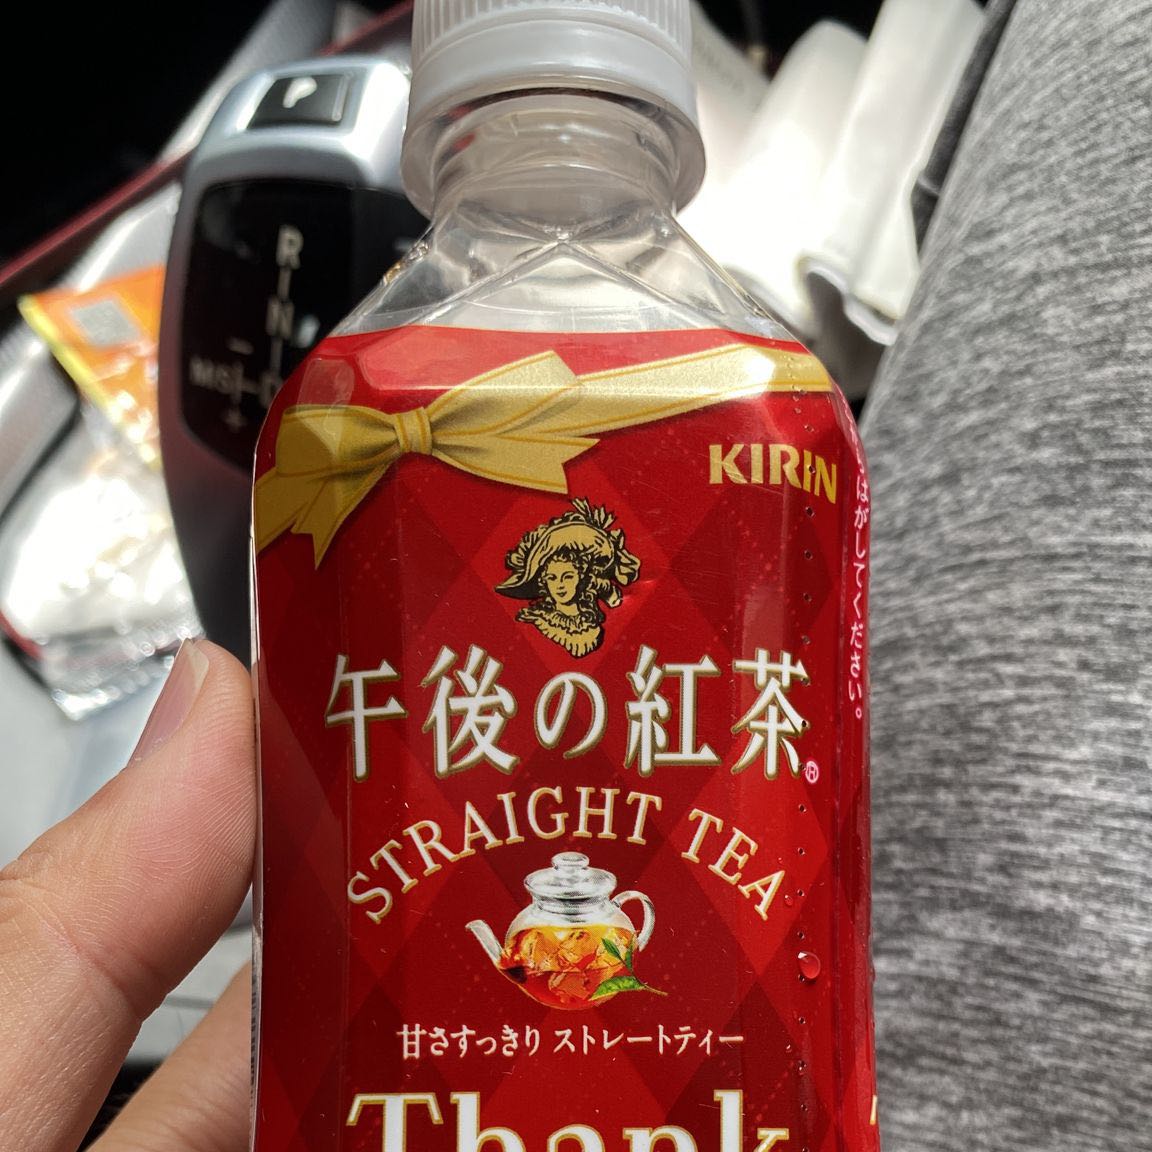 P
R
N
M/S
+
KIRIN
午後の紅茶®
STRAIGHT TEA
甘さすっきり ストレートティー
Thank
はがしてください。